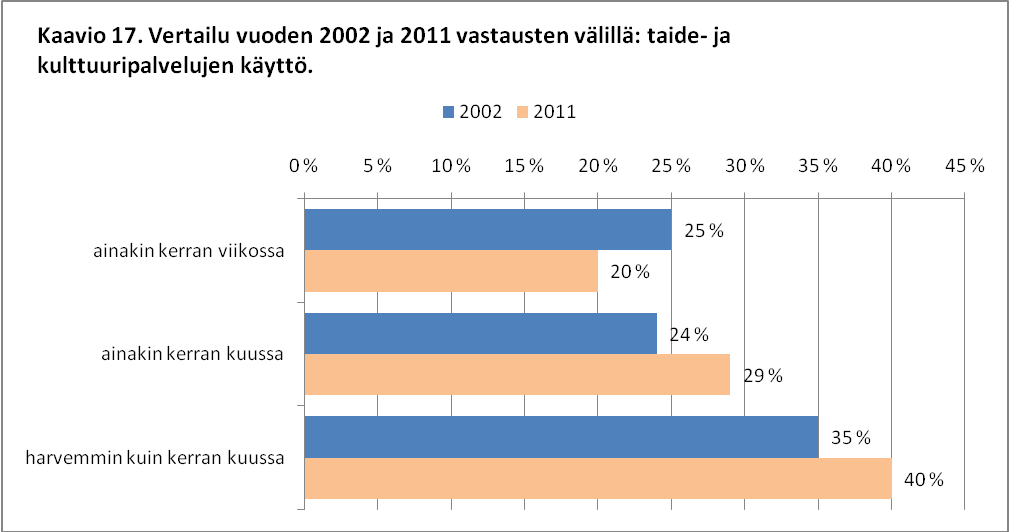 Kaavio 17. Vertailu vuoden 2002 ja 2011 vastausten välillä: taide- ja
kulttuuripalvelujen käyttö.
2002 2011
0 % 5 % 10 % 15 % 20 % 25 % 30 % 35 % 40 % 45 %
ainakin kerran viikossa
25 %
20 %
ainakin kerran kuussa
24 %
29 %
harvemmin kuin kerran kuussa
35 %
40 %